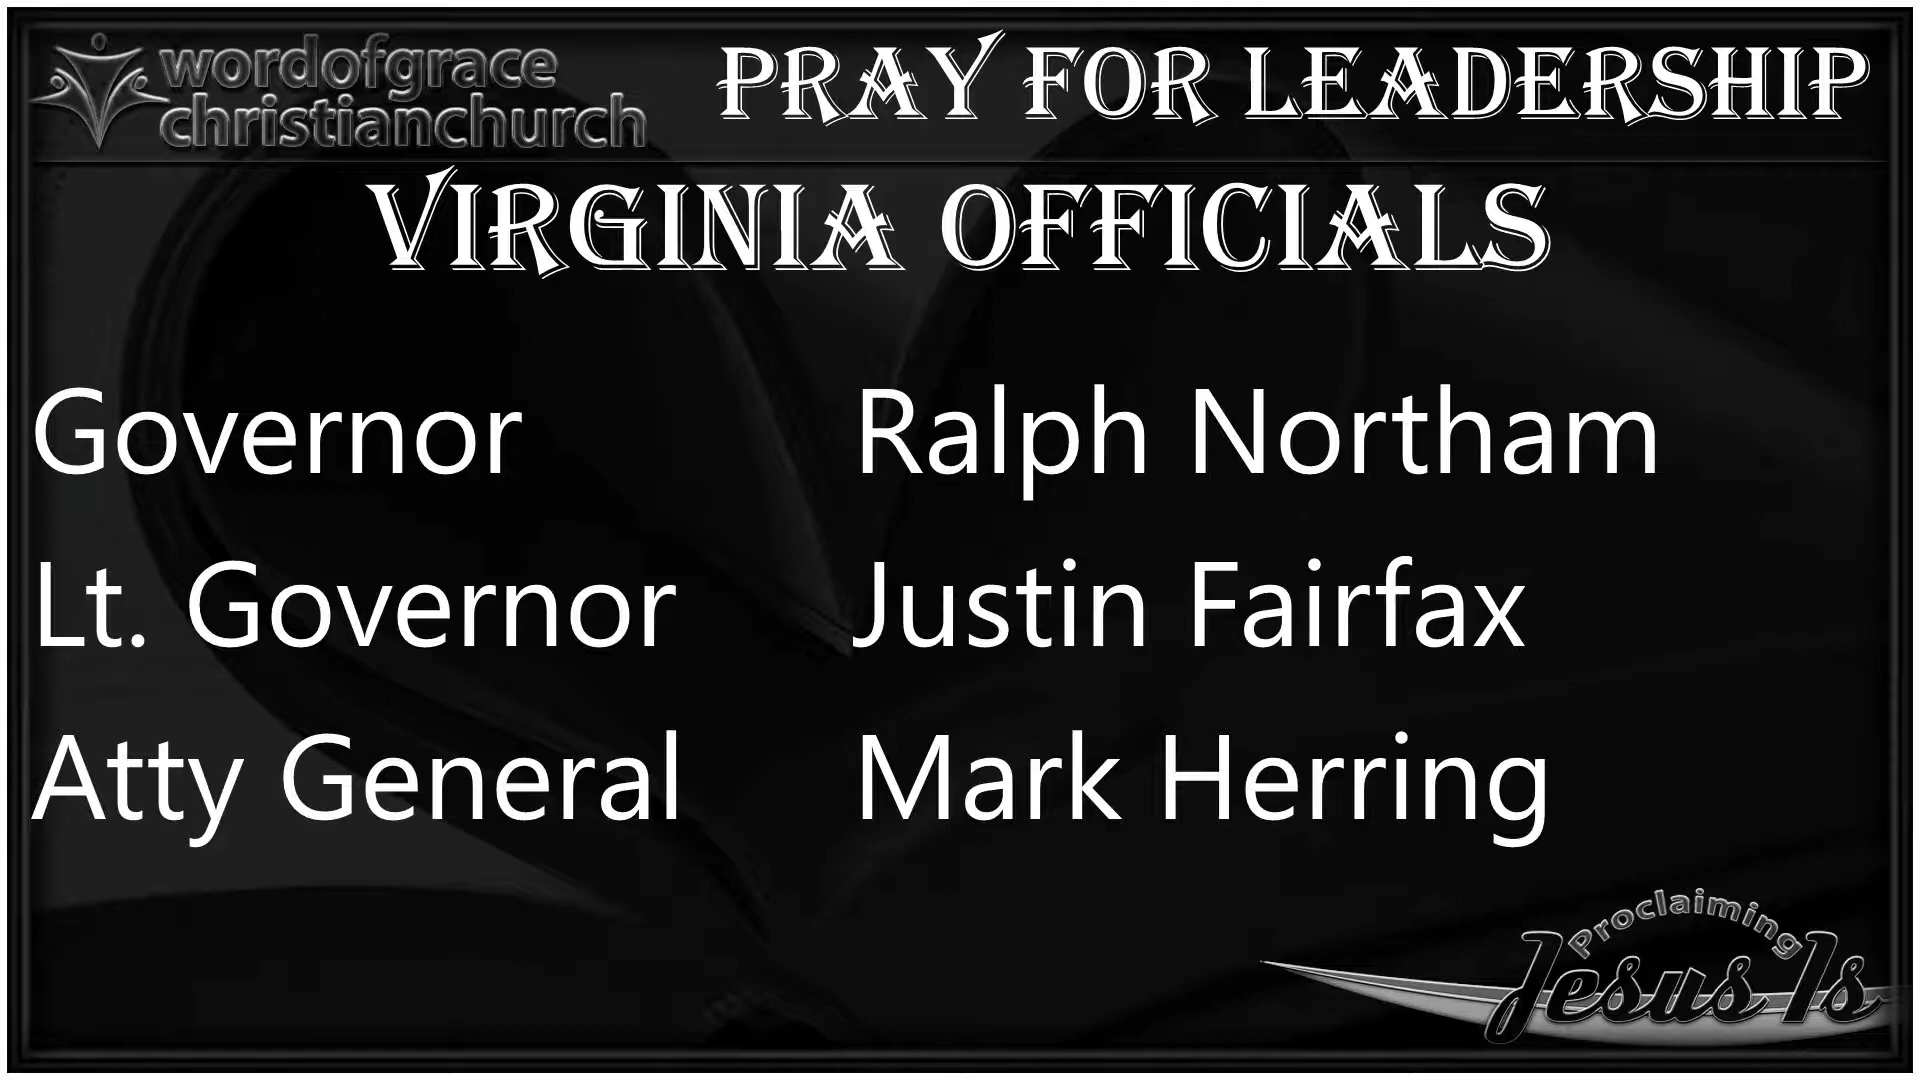 wordofgrace
christianchurch
PRAY FOR LEADERSHIP
VIRGINIA OFFICIALS
Governor Ralph Northam
Lt. Governor Justin Fairfax
Atty General Mark Herring
Proclaiming
Jesus Is